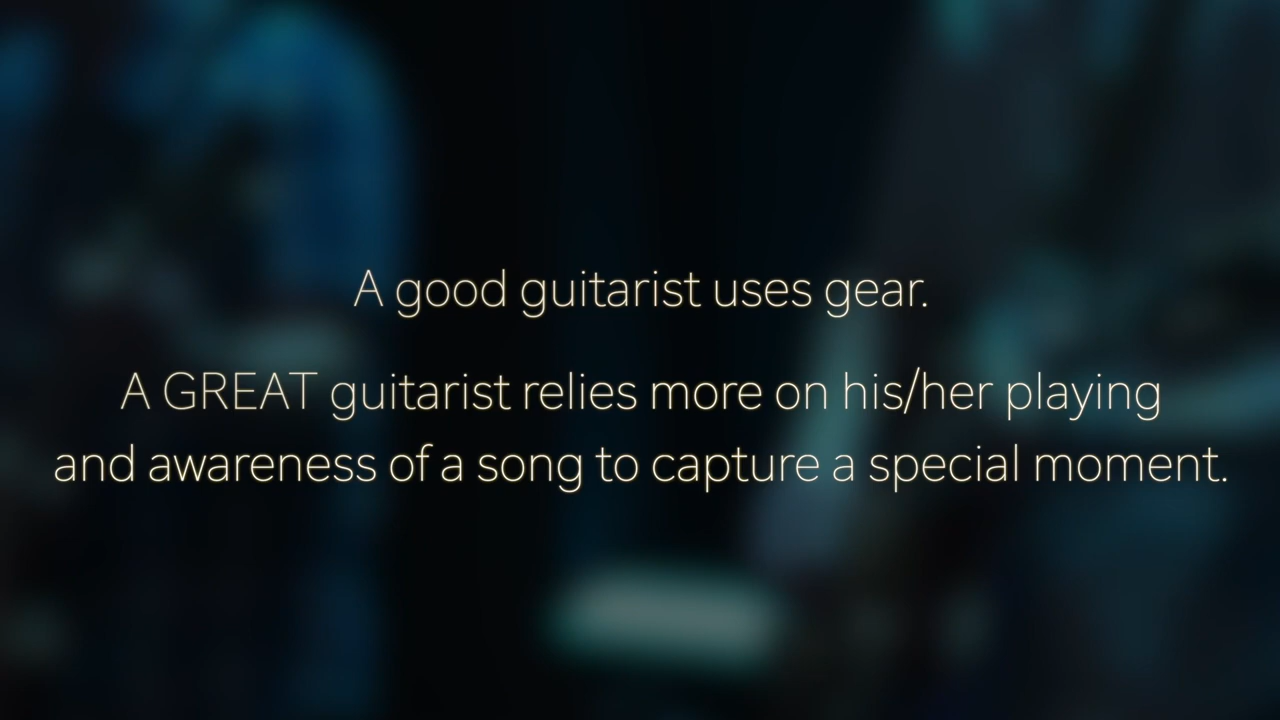 A good guitarist uses gear.
A GREAT guitarist relies more on his/her playing
and awareness of a song to capture a special moment.